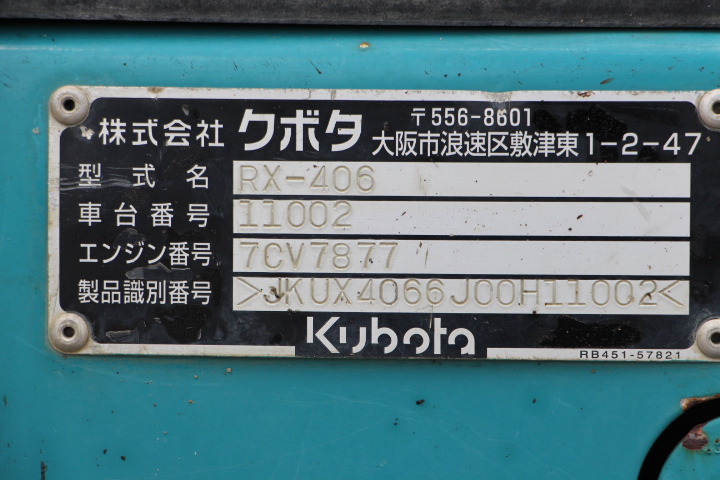 株式会社 クボタ 〒556-8601
大阪市浪速区敷津東1-2-47
型式名 RX-406
車台番号 11002
エンジン番号 7CV7877
製品識別番号 >JKUX4066J00H11002<
Kubota
RB451-57821